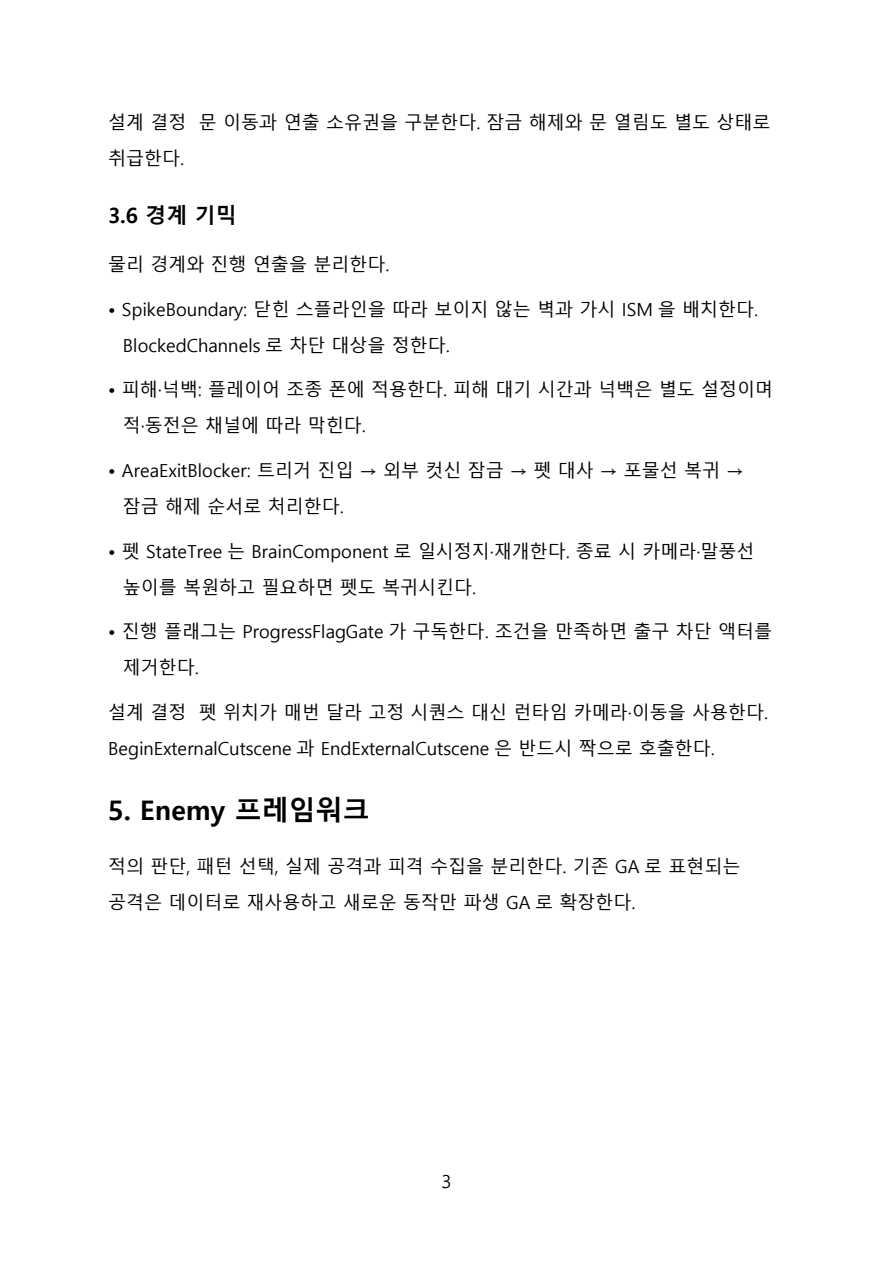 설계 결정  문 이동과 연출 소유권을 구분한다. 잠금 해제와 문 열림도 별도 상태로
취급한다.
3.6 경계 기믹
물리 경계와 진행 연출을 분리한다.
• SpikeBoundary: 닫힌 스플라인을 따라 보이지 않는 벽과 가시 ISM 을 배치한다.
BlockedChannels 로 차단 대상을 정한다.
• 피해·넉백: 플레이어 조종 폰에 적용한다. 피해 대기 시간과 넉백은 별도 설정이며
적·동전은 채널에 따라 막힌다.
• AreaExitBlocker: 트리거 진입 → 외부 컷신 잠금 → 펫 대사 → 포물선 복귀 →
잠금 해제 순서로 처리한다.
• 펫 StateTree 는 BrainComponent 로 일시정지·재개한다. 종료 시 카메라·말풍선
높이를 복원하고 필요하면 펫도 복귀시킨다.
• 진행 플래그는 ProgressFlagGate 가 구독한다. 조건을 만족하면 출구 차단 액터를
제거한다.
설계 결정  펫 위치가 매번 달라 고정 시퀀스 대신 런타임 카메라·이동을 사용한다.
BeginExternalCutscene 과 EndExternalCutscene 은 반드시 짝으로 호출한다.
5. Enemy 프레임워크
적의 판단, 패턴 선택, 실제 공격과 피격 수집을 분리한다. 기존 GA 로 표현되는
공격은 데이터로 재사용하고 새로운 동작만 파생 GA 로 확장한다.
3